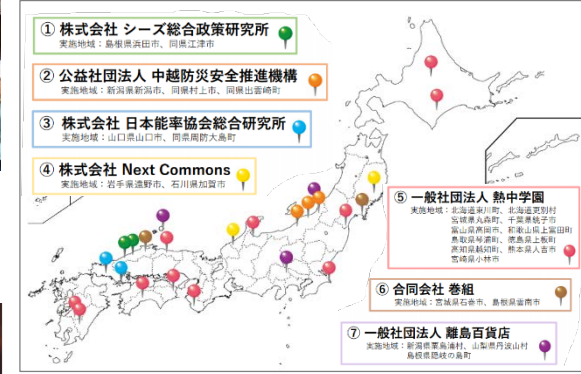 ① 株式会社 シーズ総合政策研究所
実施地域：島根県浜田市、同県江津市
② 公益社団法人 中越防災安全推進機構
実施地域：新潟県新潟市、同県村上市、同県出雲崎町
③ 株式会社 日本能率協会総合研究所
実施地域：山口県山口市、同県周防大島町
④ 株式会社 Next Commons
実施地域：岩手県遠野市、石川県加賀市
⑤ 一般社団法人 熱中学園
実施地域：北海道東川町、北海道更別村
宮城県丸森町、千葉県銚子市
富山県高岡市、和歌山県上富田町
鳥取県琴浦町、徳島県上板町
高知県越知町、熊本県人吉市
宮崎県小林市
⑥ 合同会社 巻組
実施地域：宮城県石巻市、島根県雲南市
⑦ 一般社団法人 離島百貨店
実施地域：新潟県粟島浦村、山梨県丹波山村
島根県隠岐の島町